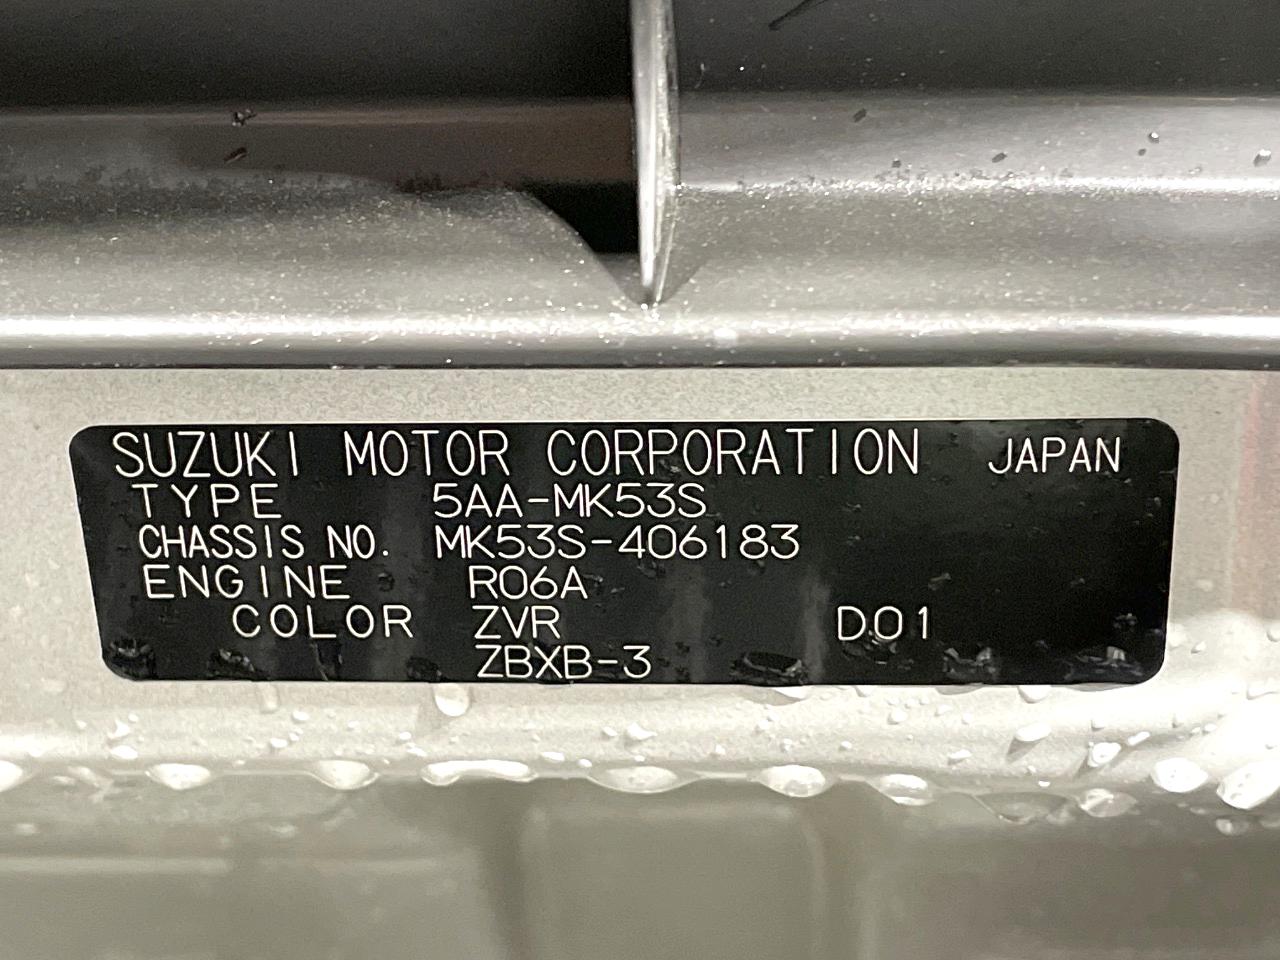 SUZUKI MOTOR CORPORATION JAPAN
TYPE 5AA-MK53S
CHASSIS NO. MK53S-406183
ENGINE R06A
COLOR ZVR D01
ZBXB-3